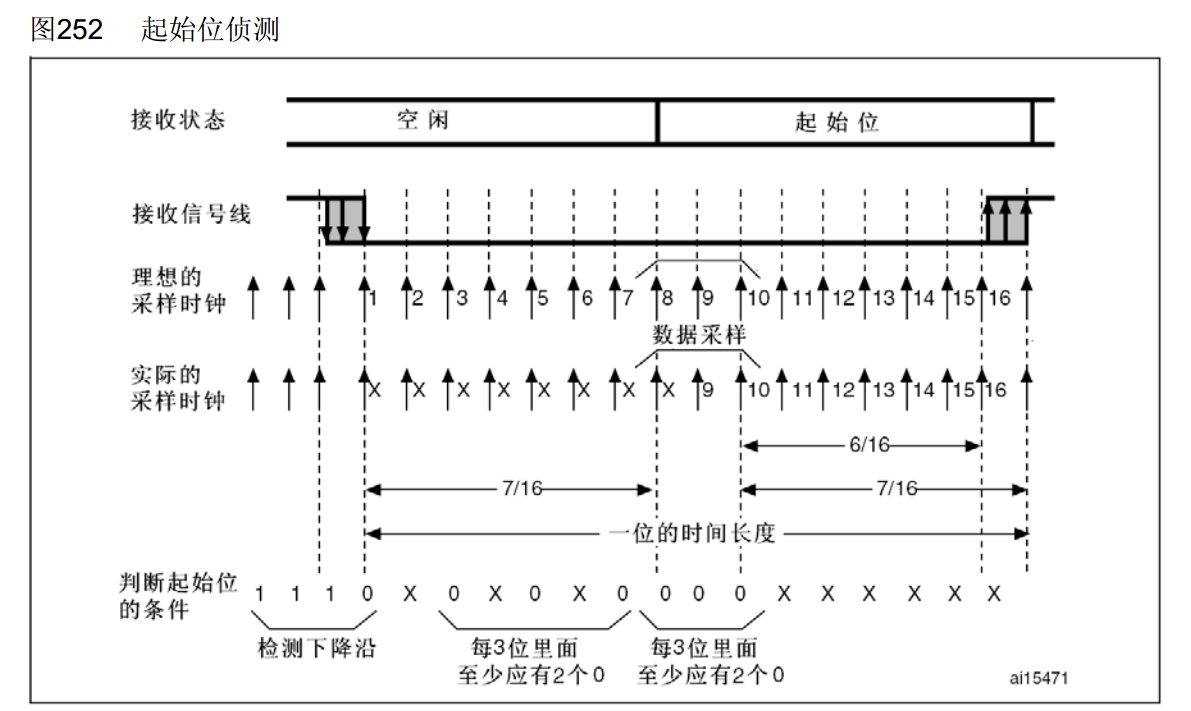 图252 起始位侦测
接收状态
空闲
起始位
接收信号线
理想的
采样时钟
1 2 3 4 5 6 7 8 9 10 11 12 13 14 15 16
数据采样
实际的
采样时钟
X X X X X X X X 9 10 11 12 13 14 15 16
6/16
7/16
7/16
一位的时间长度
判断起始位
的条件
1 1 1 0 X 0 X 0 X 0 0 0 0 X X X X X X
检测下降沿
每3位里面
至少应有2个0
每3位里面
至少应有2个0
ai15471